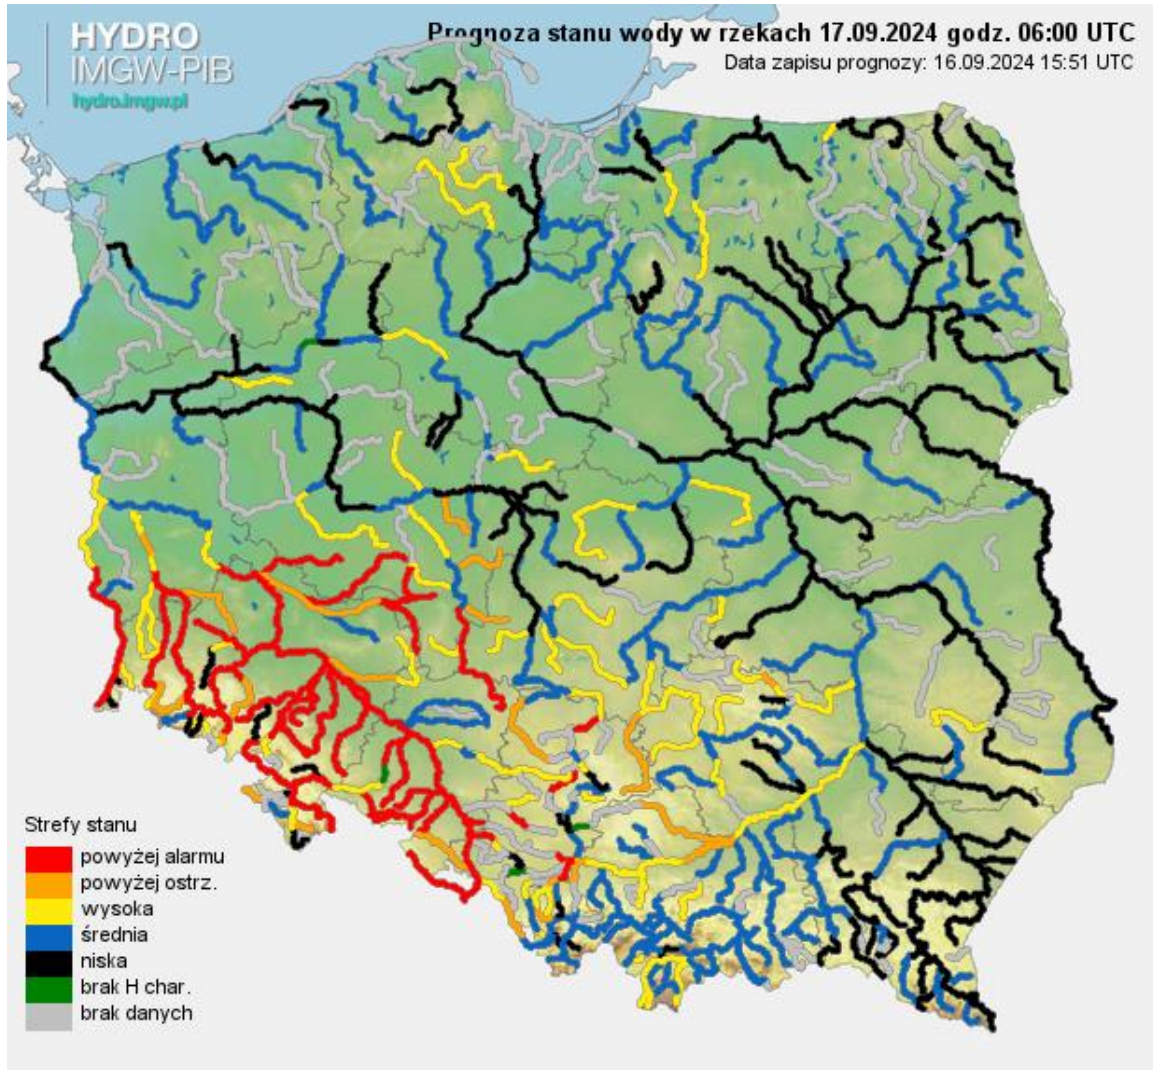 HYDRO
IMGW-PIB
hydro.imgw.pl
Prognoza stanu wody w rzekach 17.09.2024 godz. 06:00 UTC
Data zapisu prognozy: 16.09.2024 15:51 UTC
Strefy stanu
powyżej alarmu
powyżej ostrz.
wysoka
średnia
niska
brak H char.
brak danych